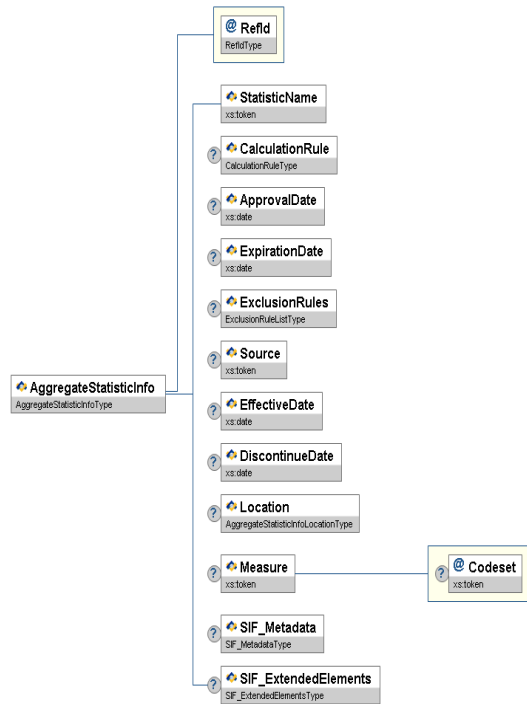 @ RefId
RefIdType
StatisticName
xs:token
? CalculationRule
CalculationRuleType
? ApprovalDate
xs:date
? ExpirationDate
xs:date
? ExclusionRules
ExclusionRuleListType
? Source
xs:token
AggregateStatisticInfo
AggregateStatisticInfoType
? EffectiveDate
xs:date
? DiscontinueDate
xs:date
? Location
AggregateStatisticInfoLocationType
? Measure
xs:token
? @ Codeset
xs:token
? SIF_Metadata
SIF_MetadataType
? SIF_ExtendedElements
SIF_ExtendedElementsType